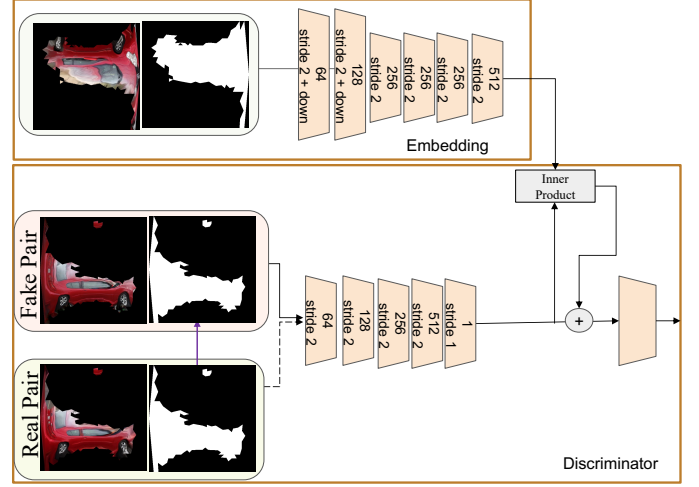 64
stride 2 + down
128
stride 2 + down
256
stride 2
256
stride 2
256
stride 2
512
stride 2
Embedding
Inner
Product
Fake Pair
64
stride 2
128
stride 2
256
stride 2
512
stride 2
1
stride 1
+
Real Pair
Discriminator